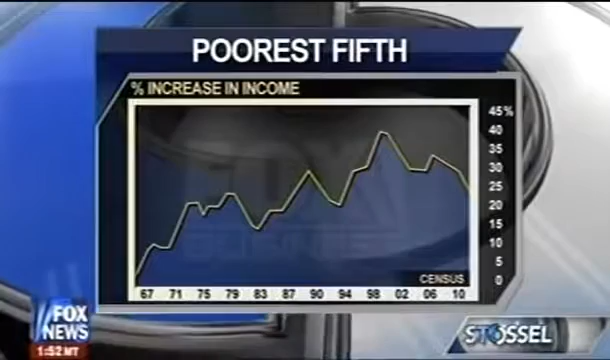 POOREST FIFTH
% INCREASE IN INCOME
45%
40
35
30
25
20
15
10
5
0
CENSUS
67 71 75 79 83 87 90 94 98 02 06 10
FOX
NEWS
1:52 MT
STOSSEL